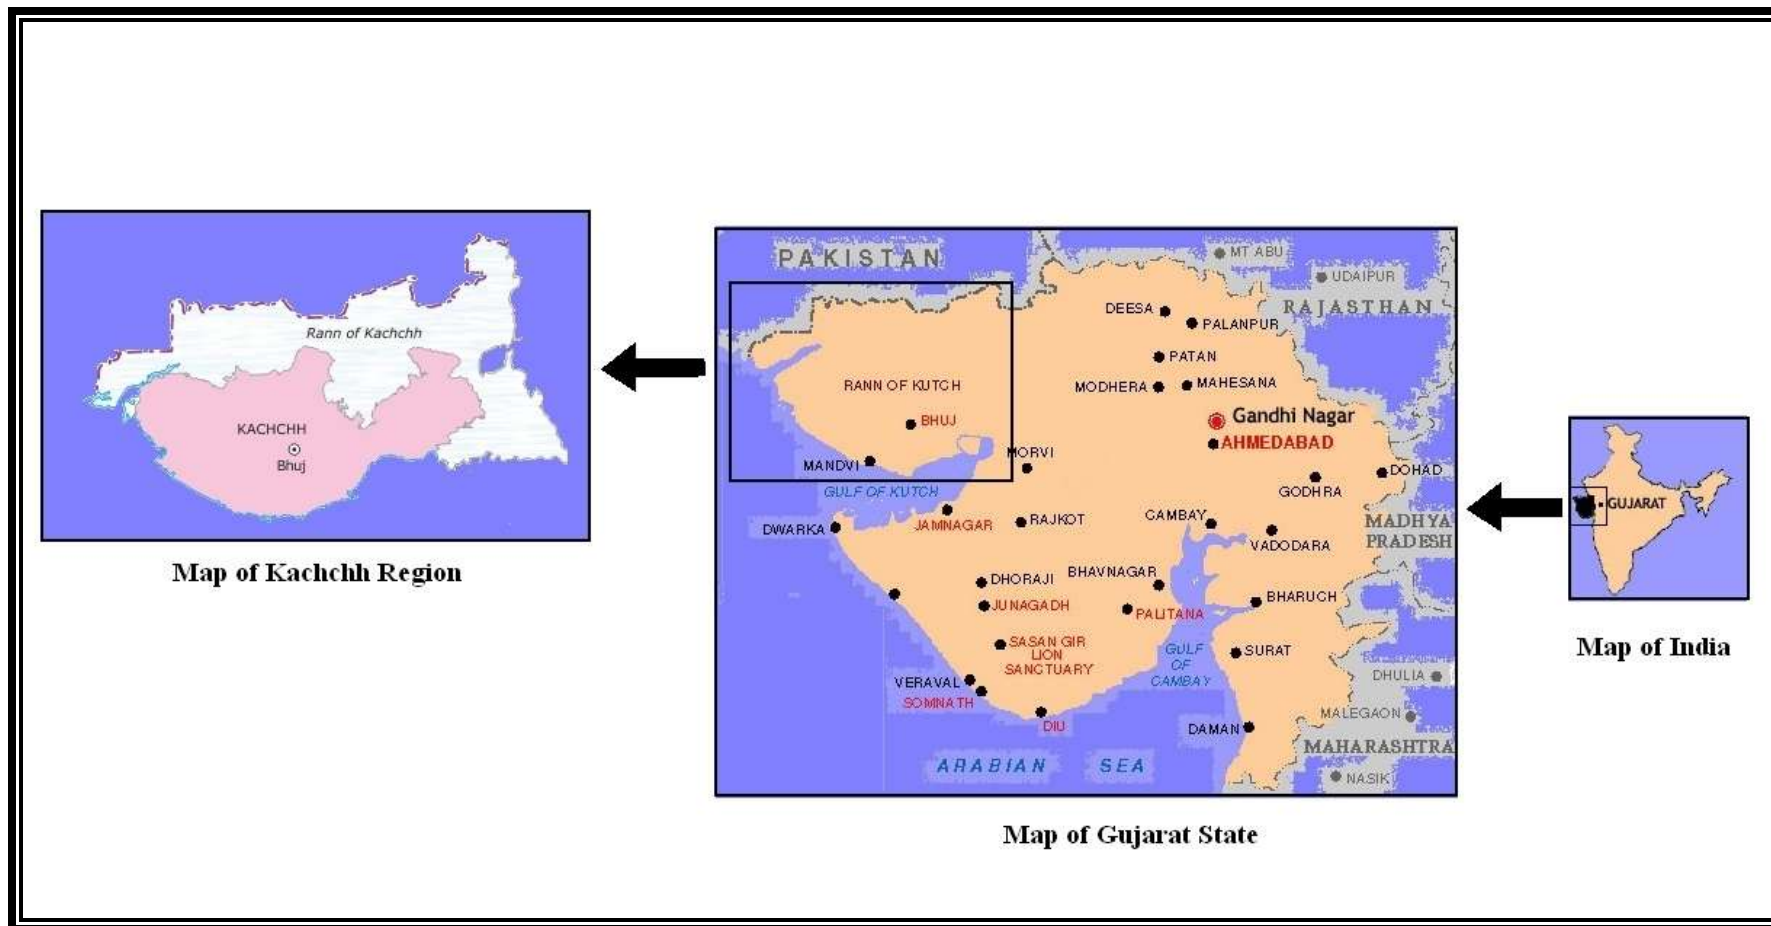 Rann of Kachchh
KACHCHH
Bhuj
Map of Kachchh Region
PAKISTAN
MT ABU
UDAIPUR
RAJASTHAN
DEESA
PALANPUR
PATAN
MODHERA
MAHESANA
RANN OF KUTCH
BHUJ
Gandhi Nagar
AHMEDABAD
MORVI
MANDVI
DOHAD
GODHRA
GULF OF KUTCH
JAMNAGAR
RAJKOT
CAMBAY
DWARKA
MADHYA
PRADESH
VADODARA
DHORAJI
BHAVNAGAR
JUNAGADH
PALITANA
BHARUCH
SASAN GIR
LION
SANCTUARY
GULF
OF
CAMBAY
SURAT
DHULIA
VERAVAL
SOMNATH
DIU
MALEGAON
DAMAN
MAHARASHTRA
ARABIAN SEA
NASIK
Map of Gujarat State
GUJARAT
Map of India